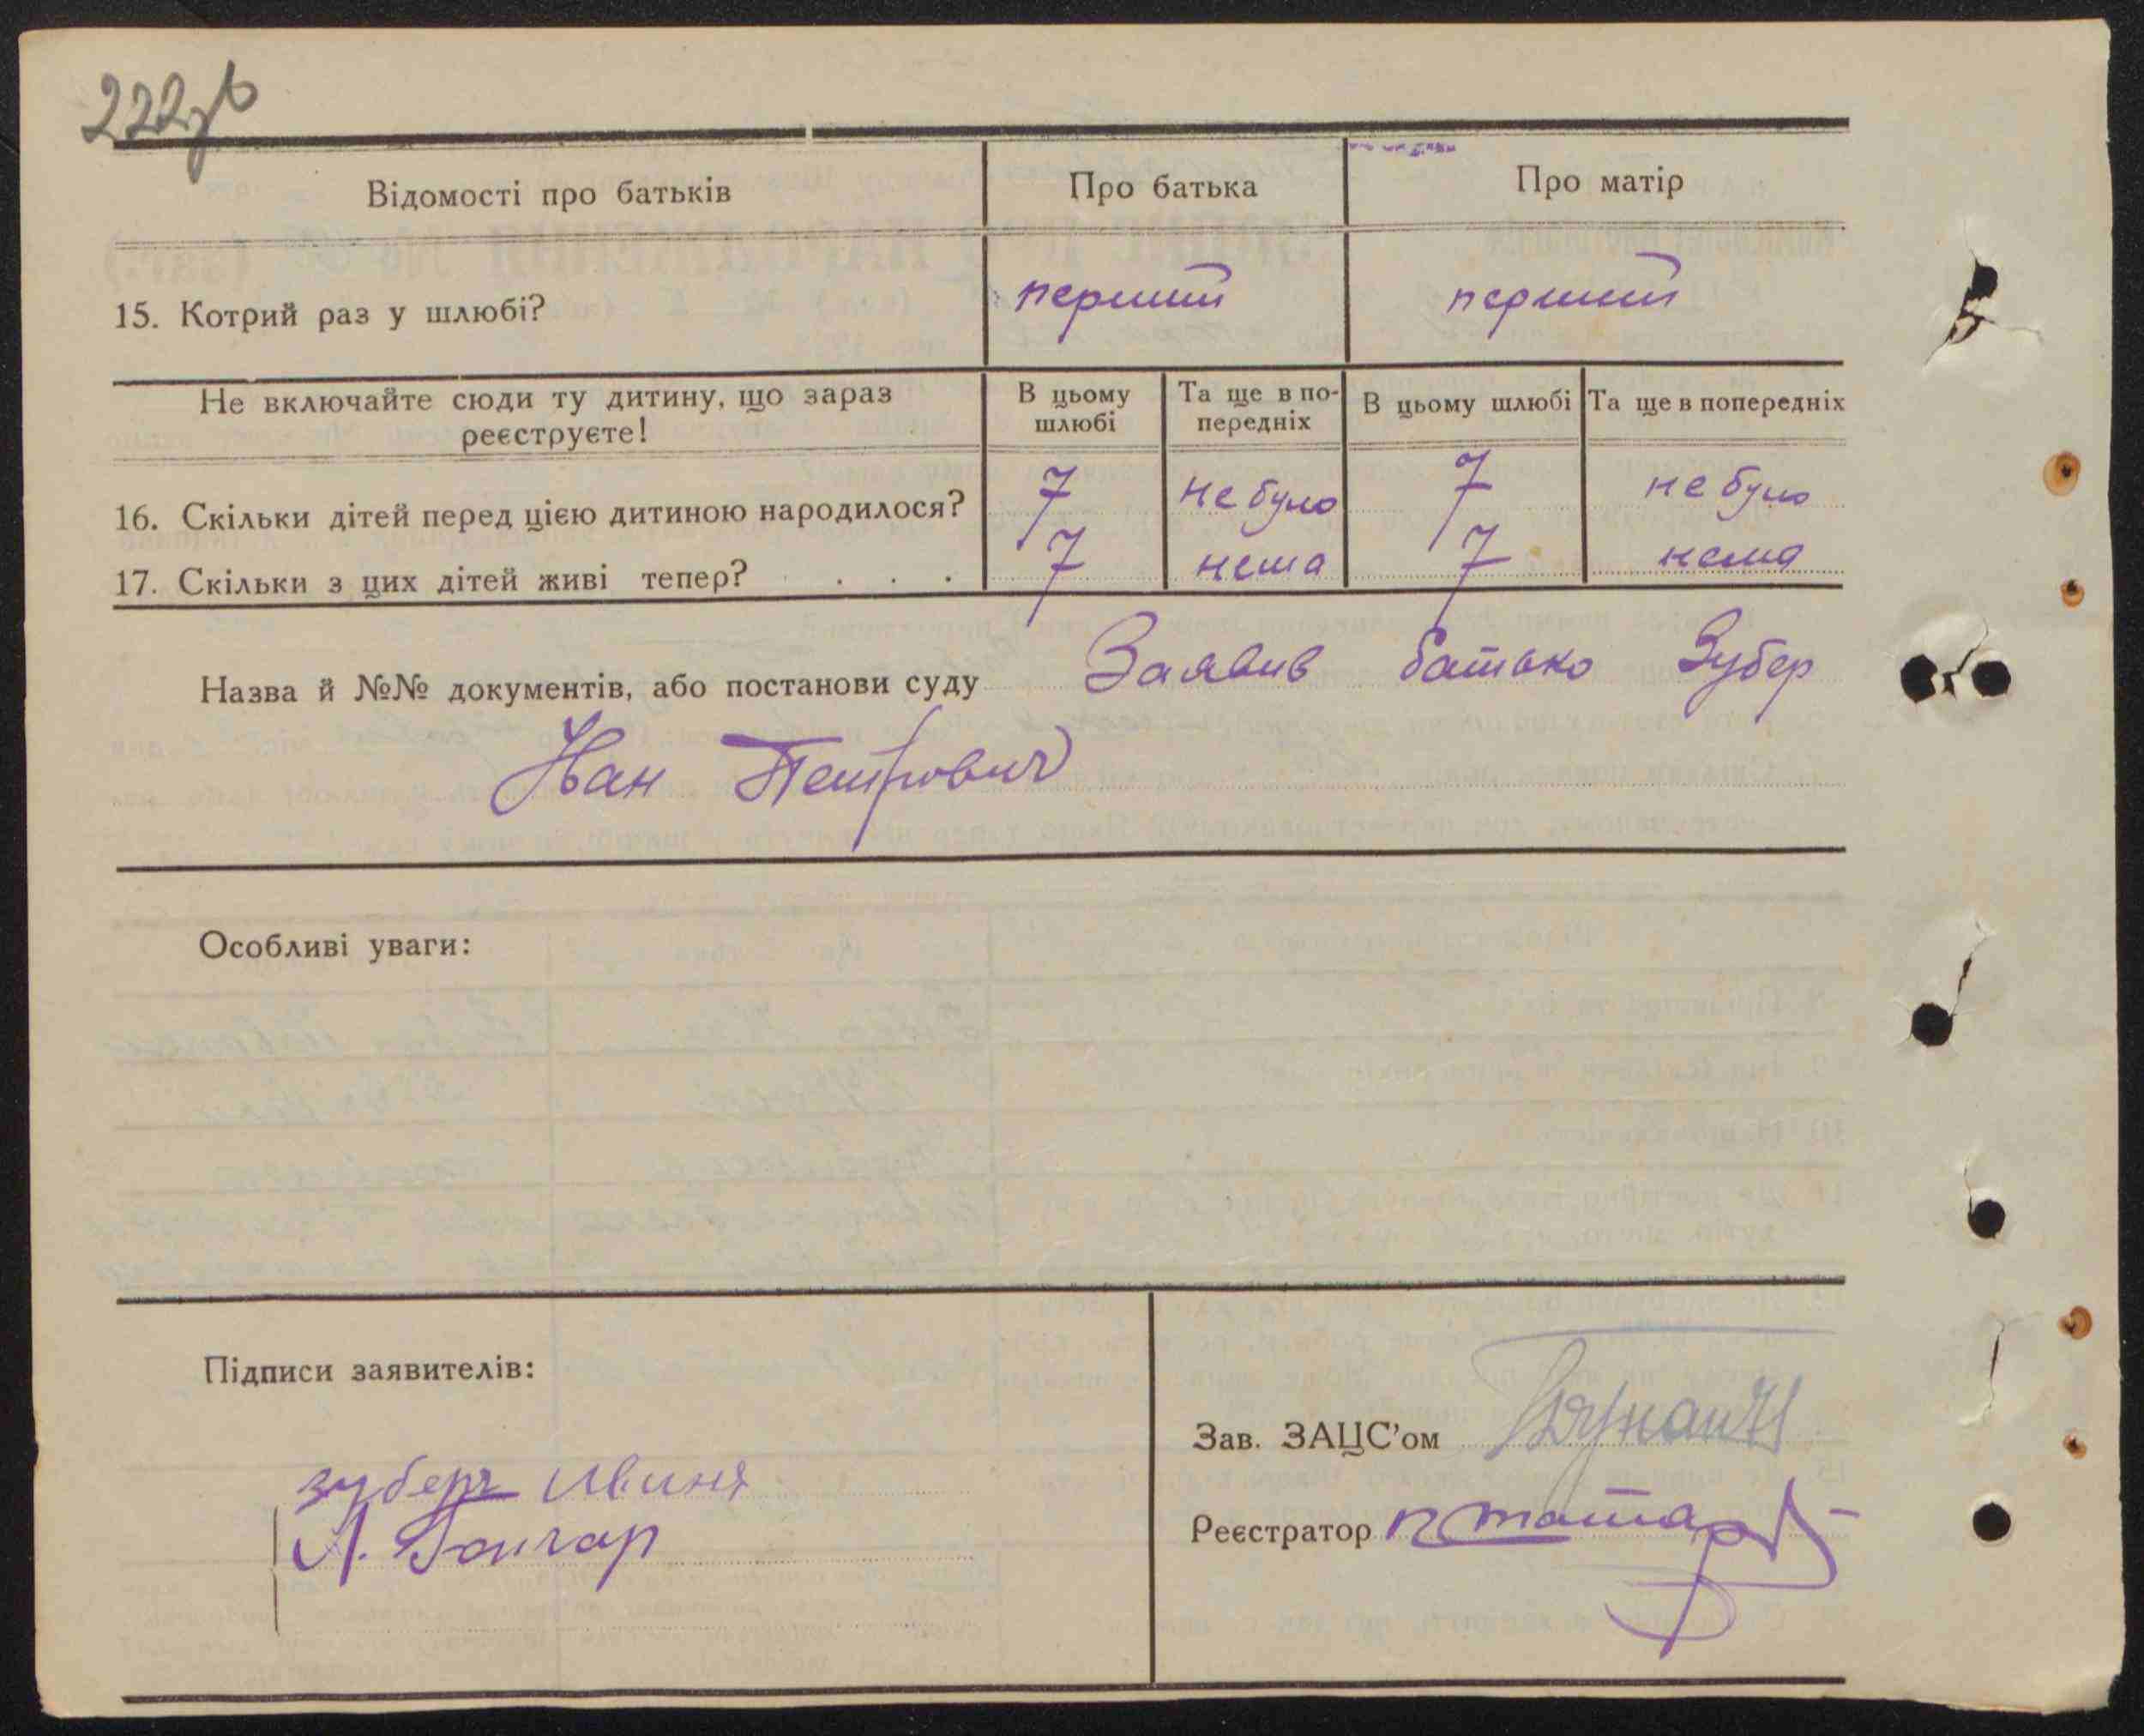 222зв
Відомості про батьків Про батька Про матір
15. Котрий раз у шлюбі? перший перший
Не включайте сюди ту дитину, що зараз реєструєте!
В цьому шлюбі Та ще в попередніх В цьому шлюбі Та ще в попередніх
16. Скільки дітей перед цією дитиною народилося? 7 не було 7 не було
17. Скільки з цих дітей живі тепер? . . . 7 нема 7 нема
Назва й №№ документів, або постанови суду Заявив батько Зубер
Иван Петрович
Особливі уваги:
Підписи заявителів:
Зав. ЗАЦС'ом
зуберъ
Л. Гончар
Реєстратор